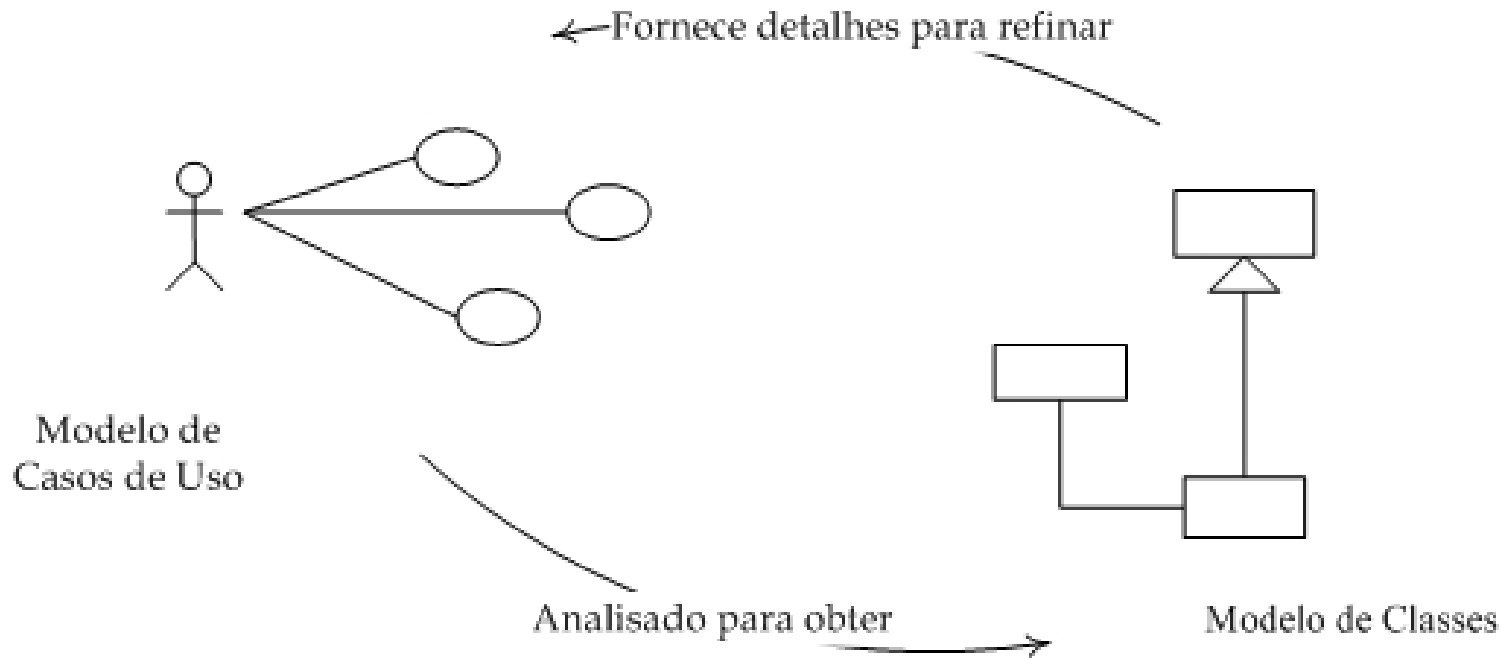 Fornece detalhes para refinar
Modelo de
Casos de Uso
Analisado para obter
Modelo de Classes